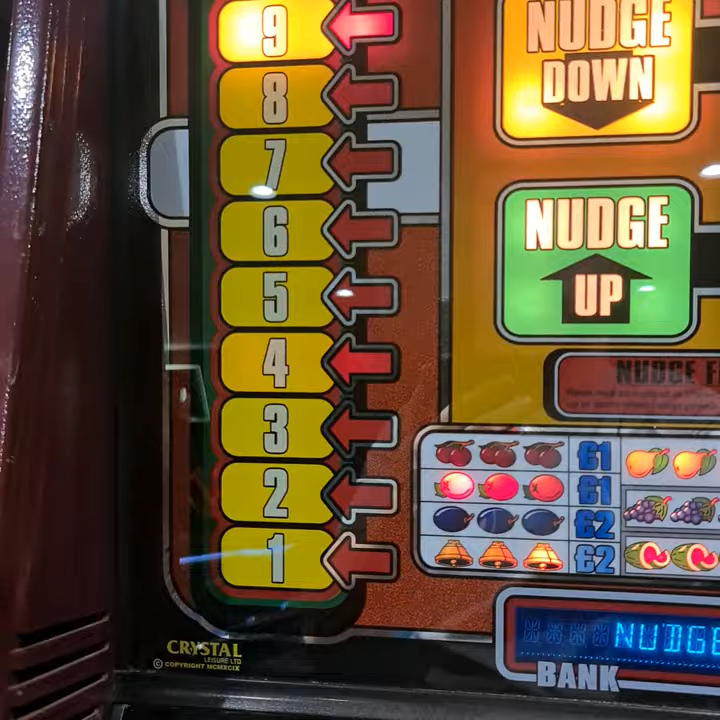 9
8
7
6
5
4
3
2
1
NUDGE
DOWN
NUDGE
UP
NUDGE
£1
£1
£2
£2
NUDGE
BANK
CRYSTAL
LEISURE LTD
© COPYRIGHT MCMXCIX